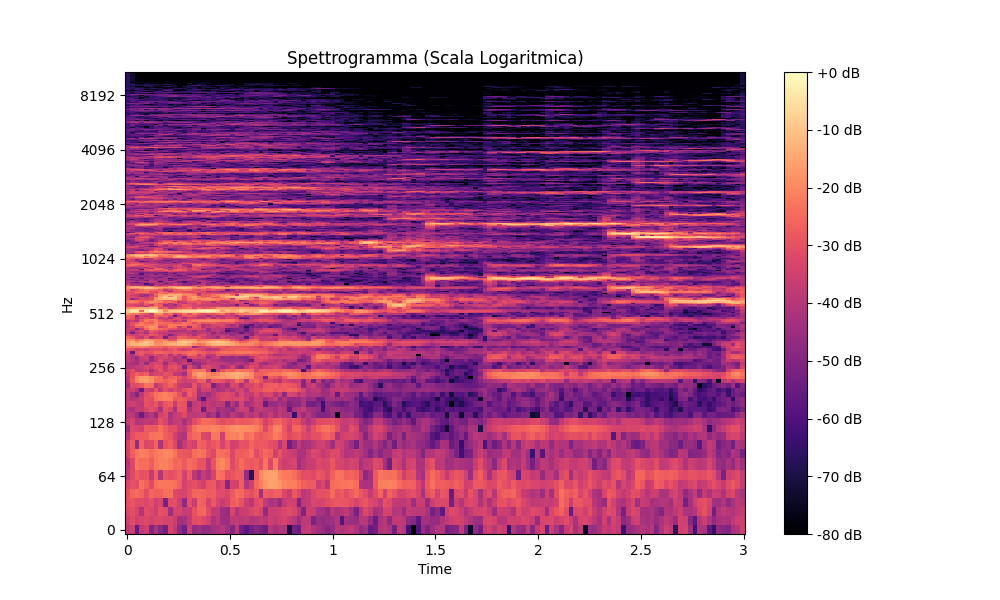 Spettrogramma (Scala Logaritmica)
8192
4096
2048
1024
512
256
128
64
0
Hz
0
0.5
1
1.5
2
2.5
3
Time
+0 dB
-10 dB
-20 dB
-30 dB
-40 dB
-50 dB
-60 dB
-70 dB
-80 dB